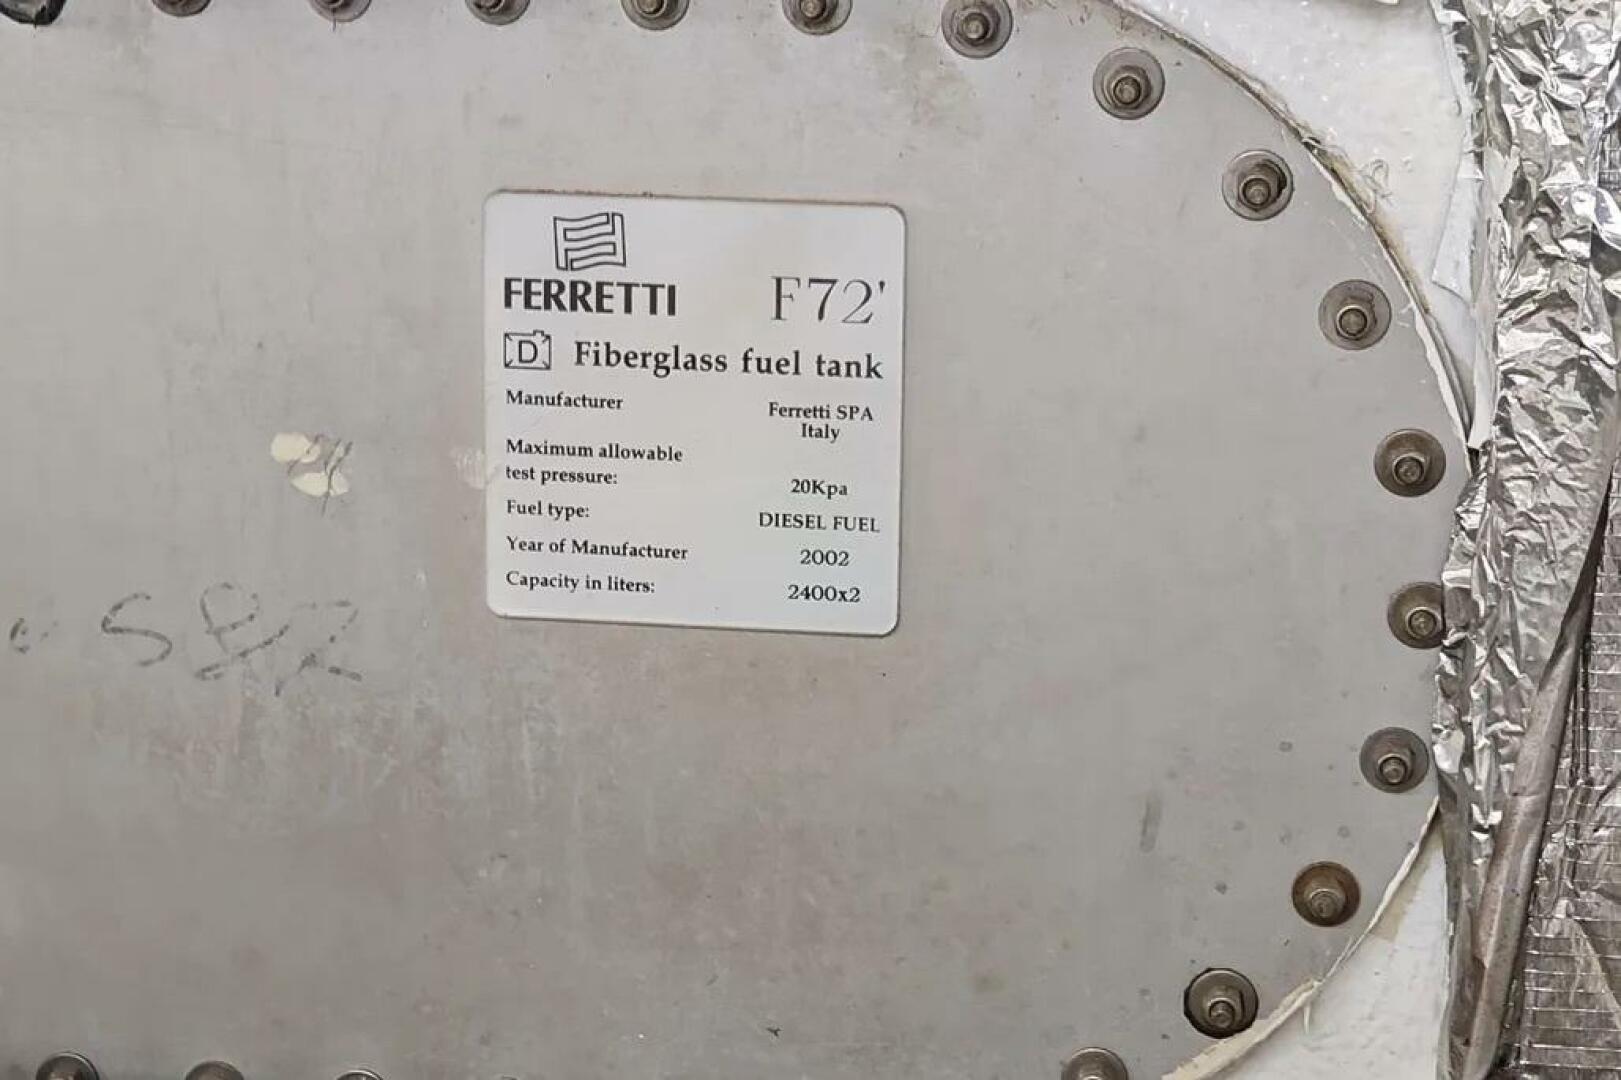 FERRETTI F72'
D Fiberglass fuel tank
Manufacturer Ferretti SPA
Italy
Maximum allowable
test pressure: 20Kpa
Fuel type: DIESEL FUEL
Year of Manufacturer 2002
Capacity in liters: 2400x2